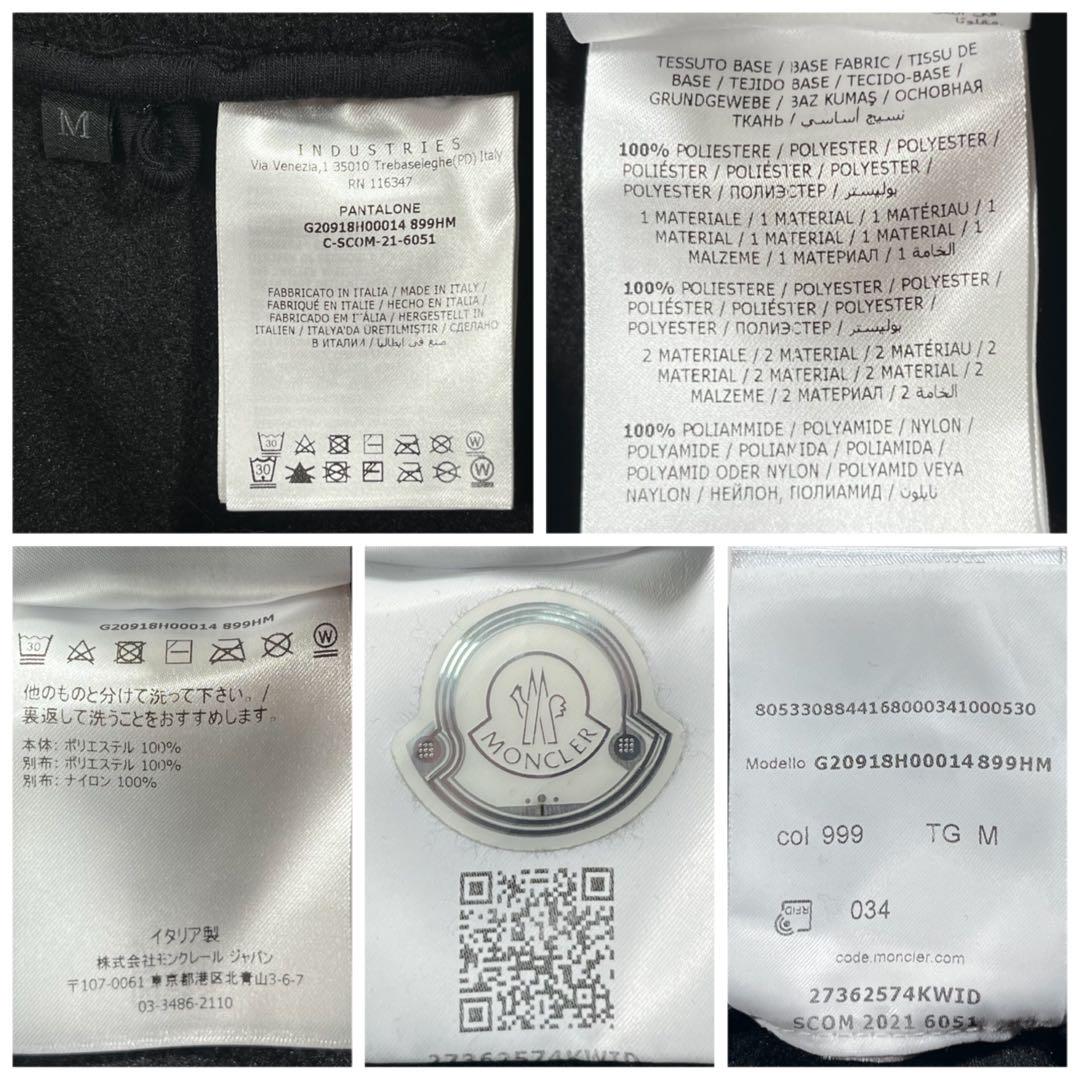 M
INDUSTRIES
Via Venezia,1 35010 Trebaseleghe(PD) Italy
RN 116347
PANTALONE
G20918H00014 899HM
C-SCOM-21-6051
FABBRICATO IN ITALIA / MADE IN ITALY /
FABRIQUÉ EN ITALIE / HECHO EN ITALIA /
FABRICADO EM ITÁLIA / HERGESTELLT IN
ITALIEN / ITALYA'DA ÜRETILMIŞTIR / СДЕЛАНО
В ИТАЛИИ / صنع في ايطاليا
30 W
30 W
TESSUTO BASE / BASE FABRIC / TISSU DE
BASE / TEJIDO BASE / TECIDO-BASE /
GRUNDGEWEBE / BAZ KUMAŞ / ОСНОВНАЯ
ТКАНЬ / نسيج أساسي
100% POLIESTERE / POLYESTER / POLYESTER /
POLIÉSTER / POLIÉSTER / POLYESTER /
POLYESTER / ПОЛИЭСТЕР / بوليستر
1 MATERIALE / 1 MATERIAL / 1 MATÉRIAU / 1
MATERIAL / 1 MATERIAL / 1 MATERIAL / 1
MALZEME / 1 МАТЕРИАЛ / 1 الخامة
100% POLIESTERE / POLYESTER / POLYESTER /
POLIÉSTER / POLIÉSTER / POLYESTER /
POLYESTER / ПОЛИЭСТЕР / بوليستر
2 MATERIALE / 2 MATERIAL / 2 MATÉRIAU / 2
MATERIAL / 2 MATERIAL / 2 MATERIAL / 2
MALZEME / 2 МАТЕРИАЛ / 2 الخامة
100% POLIAMMIDE / POLYAMIDE / NYLON /
POLYAMIDE / POLIAMIDA / POLIAMIDA /
POLYAMID ODER NYLON / POLYAMID VEYA
NAYLON / НЕЙЛОН, ПОЛИАМИД / نايلون
G20918H00014 899HM
30 W
他のものと分けて洗って下さい。/
裏返して洗うことをおすすめします。
本体: ポリエステル 100%
別布: ポリエステル 100%
別布: ナイロン 100%
イタリア製
株式会社モンクレール ジャパン
〒107-0061 東京都港区北青山3-6-7
03-3486-2110
MONCLER
27362574KWID
8053308844168000341000530
Modello G20918H00014899HM
col 999 TG M
RFID 034
code.moncler.com
27362574KWID
SCOM 2021 6051